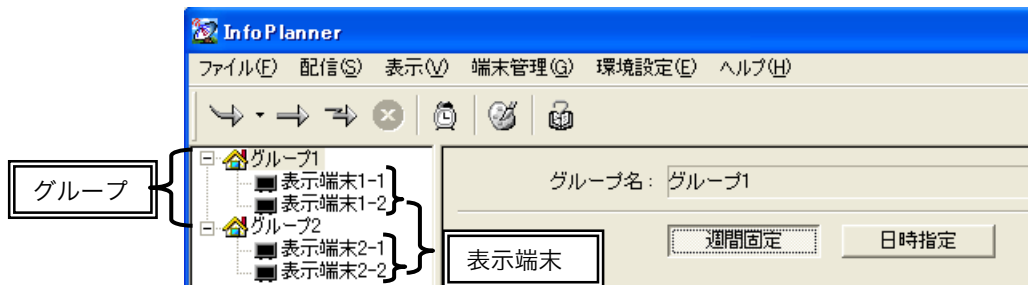 InfoPlanner
ファイル(F) 配信(S) 表示(V) 端末管理(G) 環境設定(E) ヘルプ(H)
グループ1
表示端末1-1
表示端末1-2
グループ2
表示端末2-1
表示端末2-2
グループ
表示端末
グループ名: グループ1
週間固定 日時指定